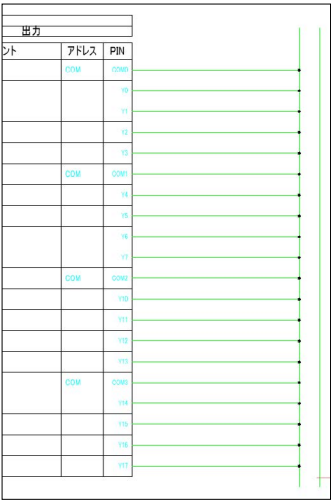 出力
ント アドレス PIN
COM COM0
Y0
Y1
Y2
Y3
COM COM1
Y4
Y5
Y6
Y7
COM COM2
Y10
Y11
Y12
Y13
COM COM3
Y14
Y15
Y16
Y17